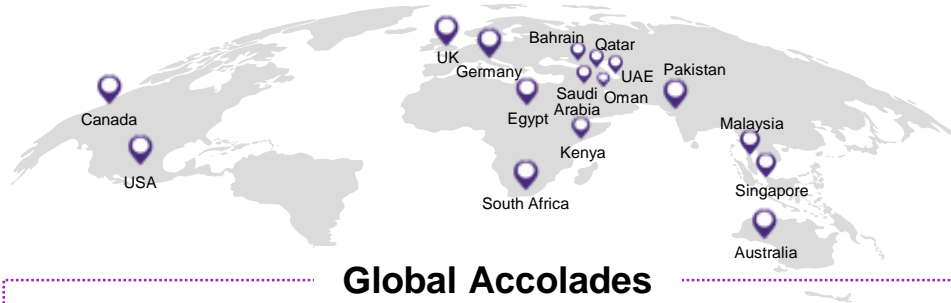 Bahrain
Qatar
UK
Germany
UAE
Pakistan
Saudi
Arabia
Oman
Canada
Egypt
Malaysia
Kenya
USA
Singapore
South Africa
Australia
Global Accolades